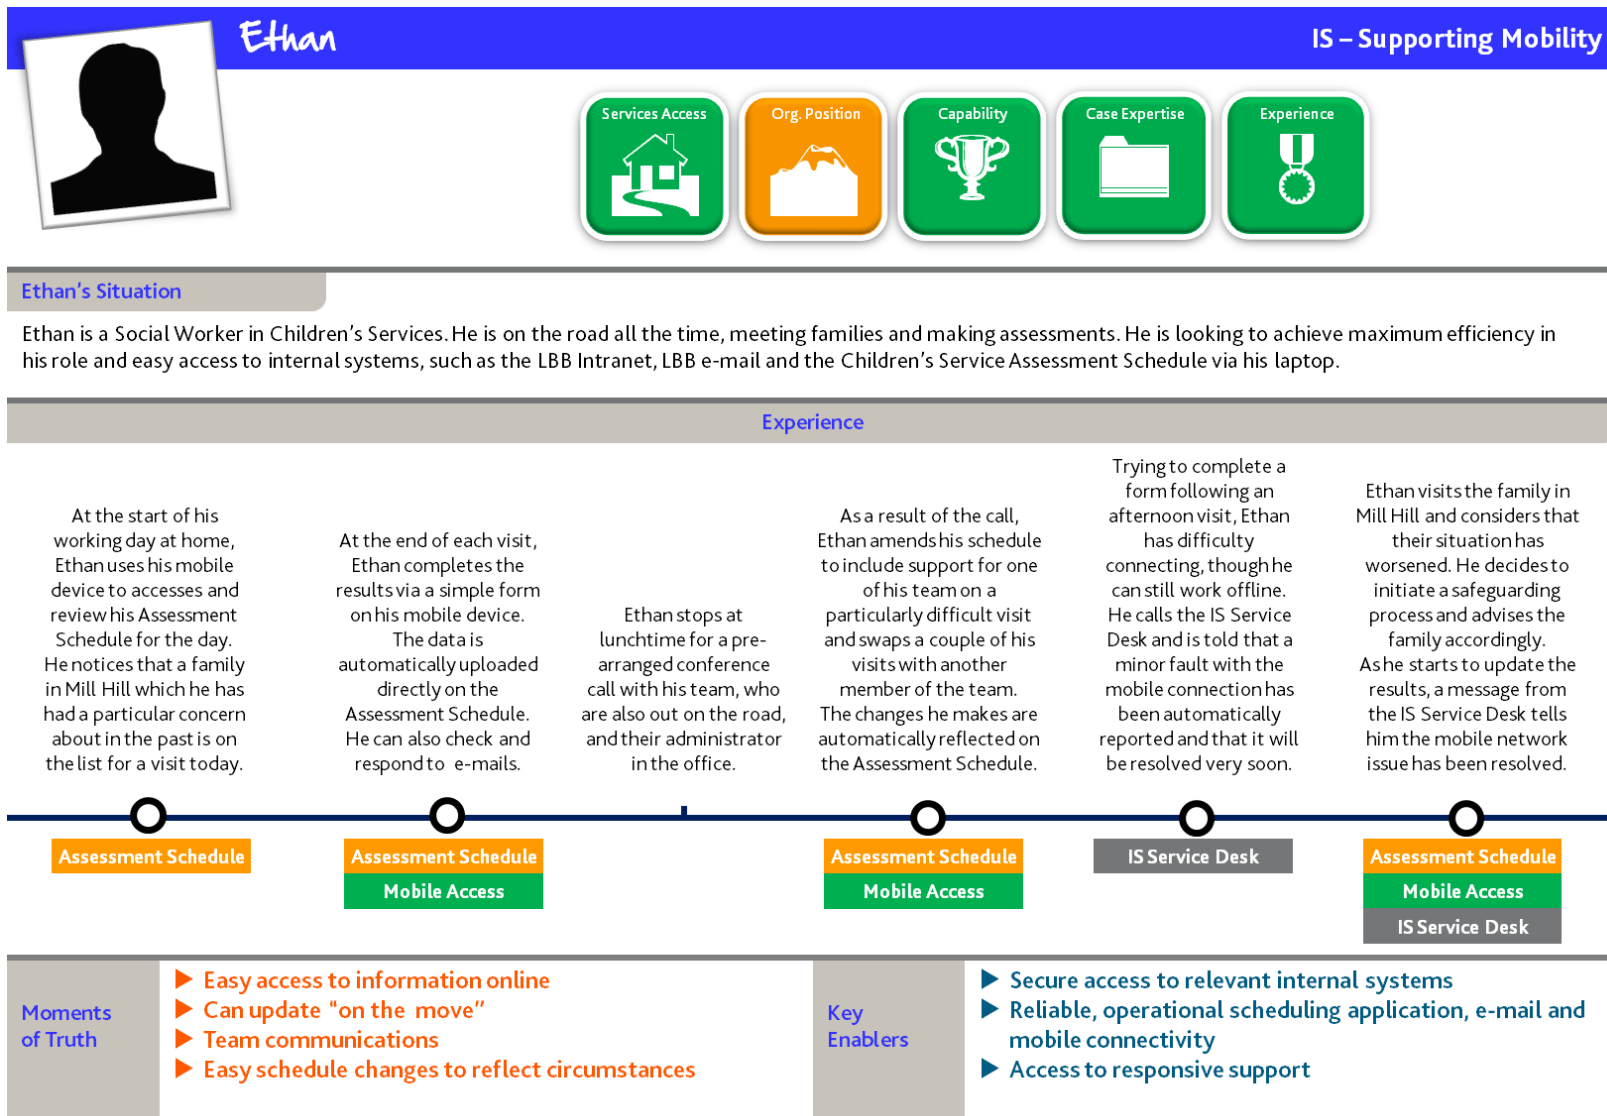 Ethan
IS – Supporting Mobility
Services Access
Org. Position
Capability
Case Expertise
Experience
Ethan's Situation
Ethan is a Social Worker in Children's Services. He is on the road all the time, meeting families and making assessments. He is looking to achieve maximum efficiency in
his role and easy access to internal systems, such as the LBB Intranet, LBB e-mail and the Children's Service Assessment Schedule via his laptop.
Experience
At the start of his
working day at home,
Ethan uses his mobile
device to accesses and
review his Assessment
Schedule for the day.
He notices that a family
in Mill Hill which he has
had a particular concern
about in the past is on
the list for a visit today.
At the end of each visit,
Ethan completes the
results via a simple form
on his mobile device.
The data is
automatically uploaded
directly on the
Assessment Schedule.
He can also check and
respond to e-mails.
Ethan stops at
lunchtime for a pre-
arranged conference
call with his team, who
are also out on the road,
and their administrator
in the office.
As a result of the call,
Ethan amends his schedule
to include support for one
of his team on a
particularly difficult visit
and swaps a couple of his
visits with another
member of the team.
The changes he makes are
automatically reflected on
the Assessment Schedule.
Trying to complete a
form following an
afternoon visit, Ethan
has difficulty
connecting, though he
can still work offline.
He calls the IS Service
Desk and is told that a
minor fault with the
mobile connection has
been automatically
reported and that it will
be resolved very soon.
Ethan visits the family in
Mill Hill and considers that
their situation has
worsened. He decides to
initiate a safeguarding
process and advises the
family accordingly.
As he starts to update the
results, a message from
the IS Service Desk tells
him the mobile network
issue has been resolved.
Assessment Schedule
Assessment Schedule
Mobile Access
Assessment Schedule
Mobile Access
IS Service Desk
Assessment Schedule
Mobile Access
IS Service Desk
Moments
of Truth
Easy access to information online
Can update "on the move"
Team communications
Easy schedule changes to reflect circumstances
Key
Enablers
Secure access to relevant internal systems
Reliable, operational scheduling application, e-mail and
mobile connectivity
Access to responsive support